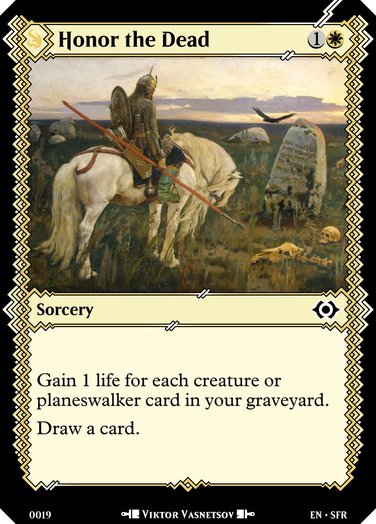 Honor the Dead
1
Sorcery
Gain 1 life for each creature or
planeswalker card in your graveyard.
Draw a card.
0019
Viktor Vasnetsov
EN • SFR